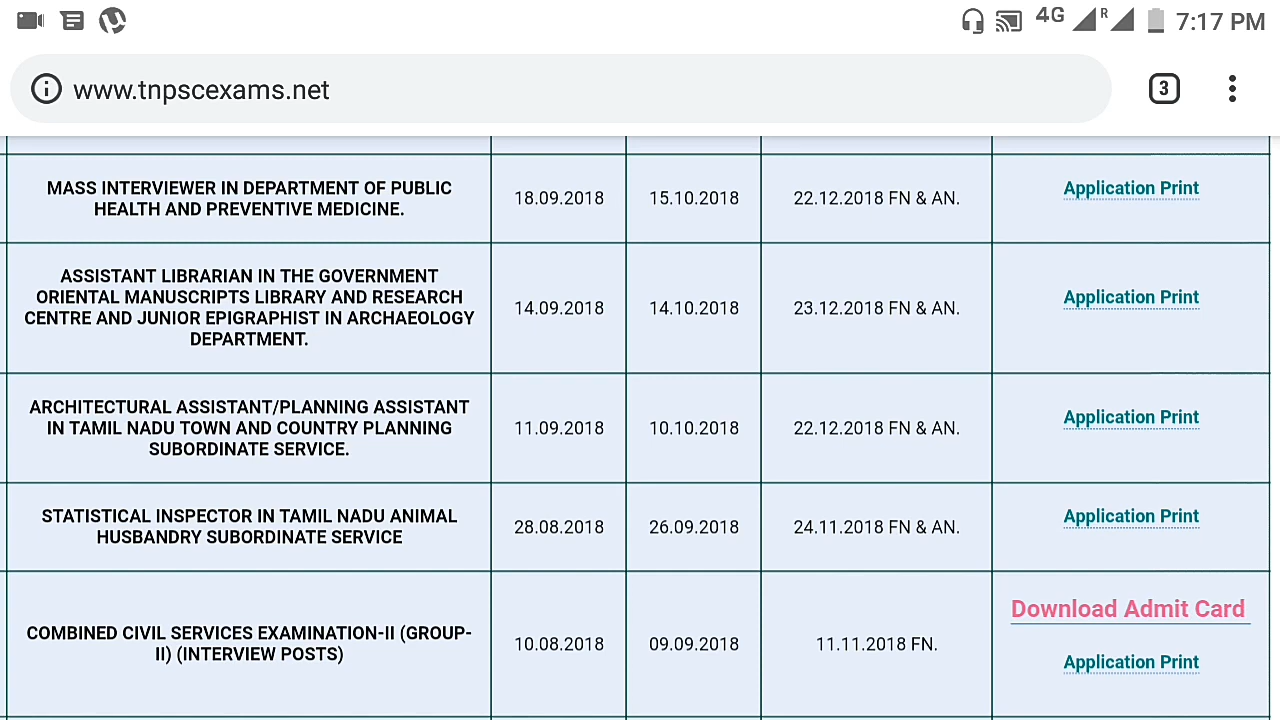 4G R 7:17 PM
www.tnpscexams.net 3
MASS INTERVIEWER IN DEPARTMENT OF PUBLIC
HEALTH AND PREVENTIVE MEDICINE.
18.09.2018
15.10.2018
22.12.2018 FN & AN.
Application Print
ASSISTANT LIBRARIAN IN THE GOVERNMENT
ORIENTAL MANUSCRIPTS LIBRARY AND RESEARCH
CENTRE AND JUNIOR EPIGRAPHIST IN ARCHAEOLOGY
DEPARTMENT.
14.09.2018
14.10.2018
23.12.2018 FN & AN.
Application Print
ARCHITECTURAL ASSISTANT/PLANNING ASSISTANT
IN TAMIL NADU TOWN AND COUNTRY PLANNING
SUBORDINATE SERVICE.
11.09.2018
10.10.2018
22.12.2018 FN & AN.
Application Print
STATISTICAL INSPECTOR IN TAMIL NADU ANIMAL
HUSBANDRY SUBORDINATE SERVICE
28.08.2018
26.09.2018
24.11.2018 FN & AN.
Application Print
COMBINED CIVIL SERVICES EXAMINATION-II (GROUP-
II) (INTERVIEW POSTS)
10.08.2018
09.09.2018
11.11.2018 FN.
Download Admit Card
Application Print